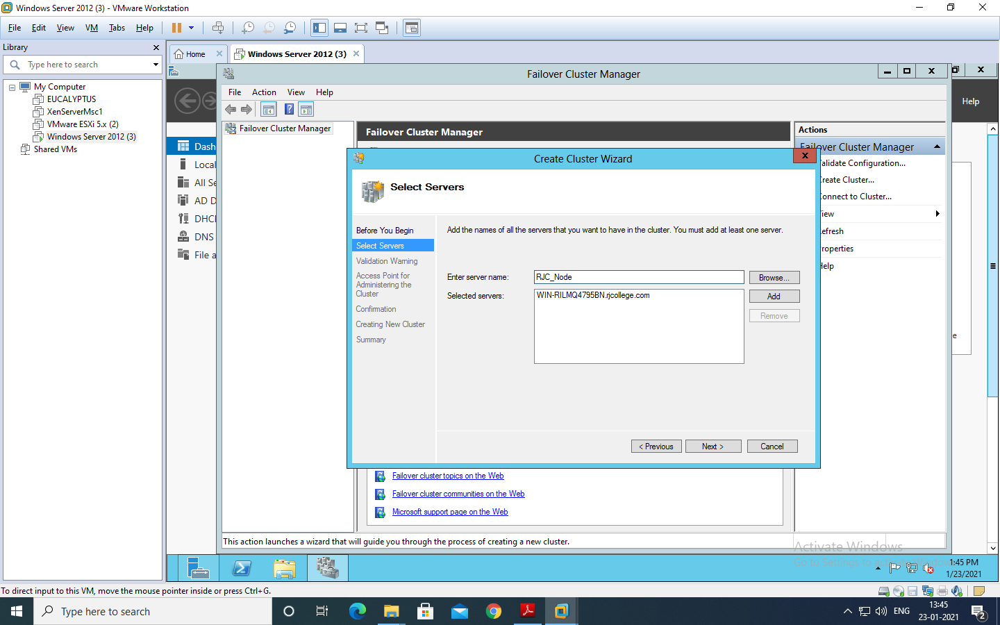 Windows Server 2012 (3) - VMware Workstation
File Edit View VM Tabs Help
Library
Type here to search
My Computer
EUCALYPTUS
XenServerMsc1
VMware ESXi 5.x (2)
Windows Server 2012 (3)
Shared VMs
Home
Windows Server 2012 (3)
Failover Cluster Manager
File Action View Help
Help
Failover Cluster Manager
Dash
Local
All Se
AD D
DHCI
DNS
File a
Failover Cluster Manager
Actions
Failover Cluster Manager
alidate Configuration...
reate Cluster...
onnect to Cluster...
iew
efresh
roperties
elp
Create Cluster Wizard
Select Servers
Before You Begin
Select Servers
Validation Warning
Access Point for
Administering the
Cluster
Confirmation
Creating New Cluster
Summary
Add the names of all the servers that you want to have in the cluster. You must add at least one server.
Enter server name:
RJC_Node
Browse...
Selected servers:
WIN-RILMQ4795BN.rjcollege.com
Add
Remove
< Previous
Next >
Cancel
e
Failover cluster topics on the Web
Failover cluster communities on the Web
Microsoft support page on the Web
This action launches a wizard that will guide you through the process of creating a new cluster.
Activate Windows
Go to Settings to
1:45 PM
1/23/2021
To direct input to this VM, move the mouse pointer inside or press Ctrl+G.
Type here to search
ENG
13:45
23-01-2021
2